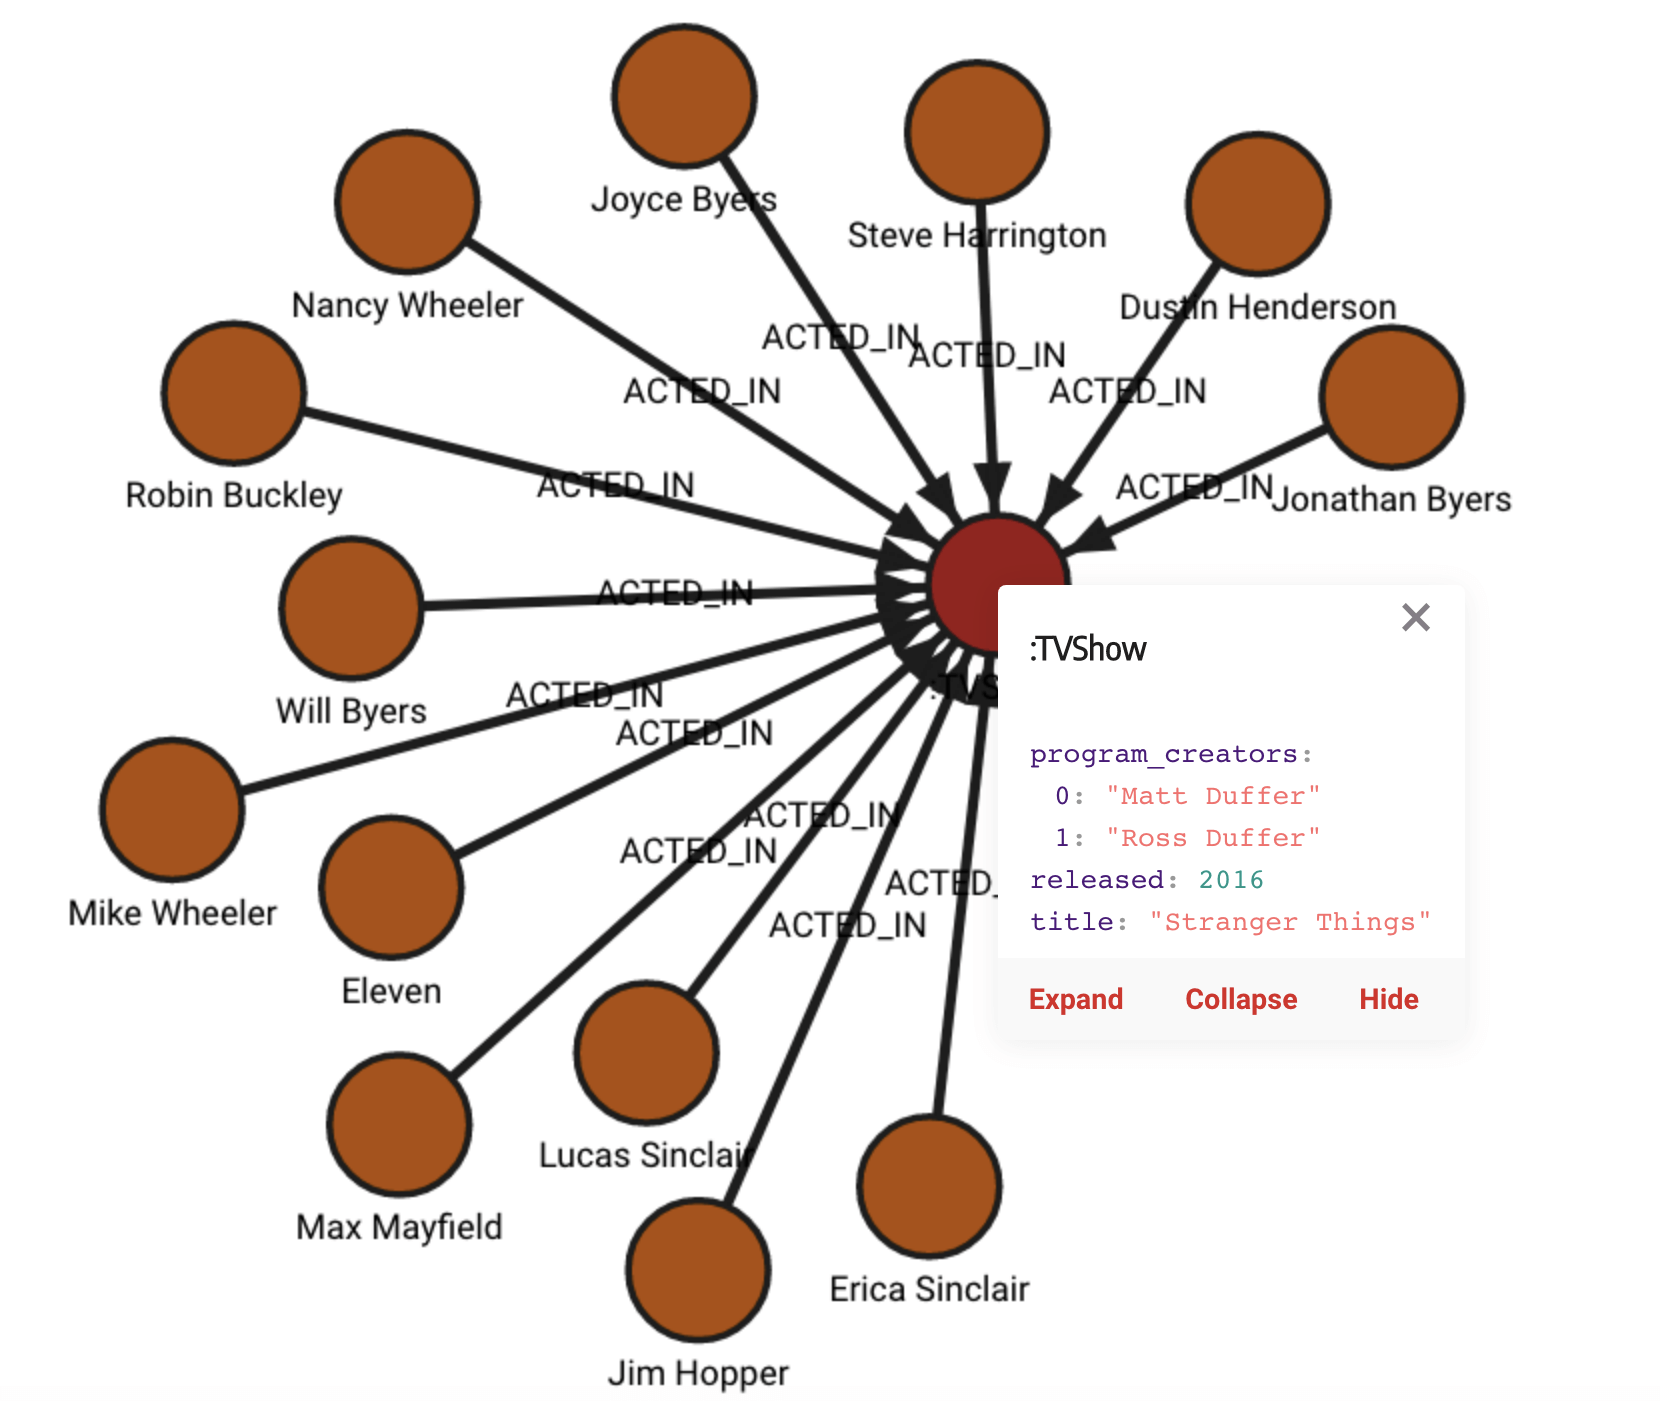 Joyce Byers
Steve Harrington
Nancy Wheeler
Dustin Henderson
ACTED_IN
ACTED_IN
ACTED_IN
ACTED_IN
Robin Buckley
ACTED_IN
ACTED_IN
Jonathan Byers
ACTED_IN
Will Byers
ACTED_IN
ACTED_IN
:TVS
:TVShow
program_creators:
0: "Matt Duffer"
1: "Ross Duffer"
released: 2016
title: "Stranger Things"
Expand Collapse Hide
Mike Wheeler
Eleven
ACTED_IN
ACTED_IN
ACTED_
ACTED_IN
Max Mayfield
Lucas Sinclair
Erica Sinclair
Jim Hopper